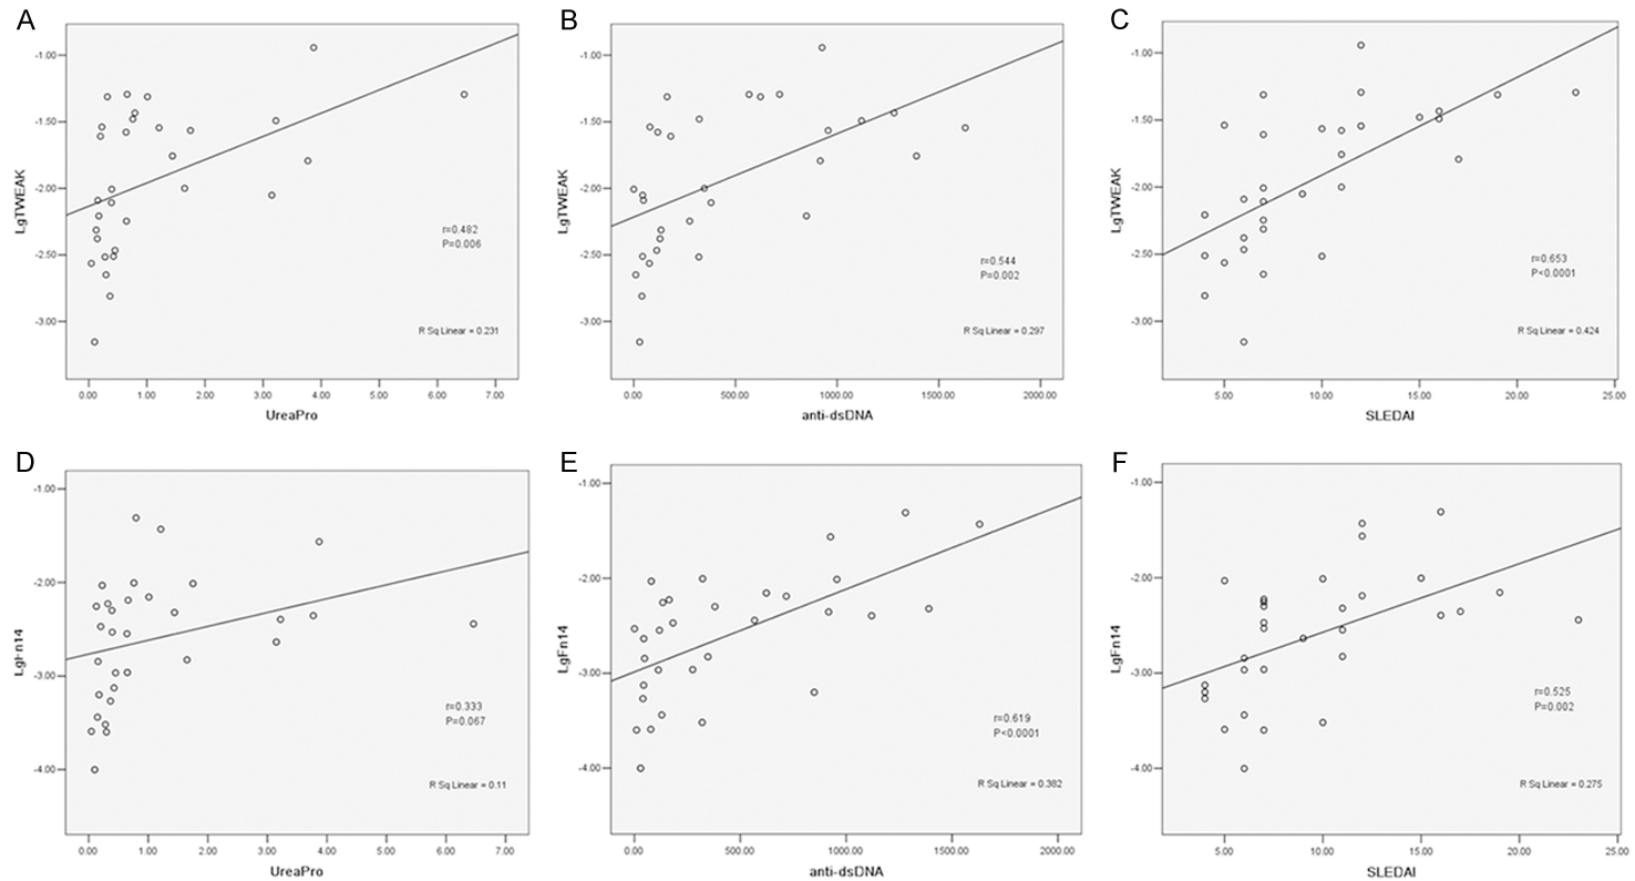 A
-1.00
-1.50
-2.00
-2.50
-3.00
LgTWEAK
r=0.482
P=0.006
R Sq Linear = 0.231
0.00 1.00 2.00 3.00 4.00 5.00 6.00 7.00
UreaPro
B
-1.00
-1.50
-2.00
-2.50
-3.00
LgTWEAK
r=0.544
P=0.002
R Sq Linear = 0.297
0.00 500.00 1000.00 1500.00 2000.00
anti-dsDNA
C
-1.00
-1.50
-2.00
-2.50
-3.00
LgTWEAK
r=0.653
P<0.0001
R Sq Linear = 0.424
5.00 10.00 15.00 20.00 25.00
SLEDAI
D
-1.00
-2.00
-3.00
-4.00
LgFn14
r=0.333
P=0.067
R Sq Linear = 0.11
0.00 1.00 2.00 3.00 4.00 5.00 6.00 7.00
UreaPro
E
-1.00
-2.00
-3.00
-4.00
LgFn14
r=0.619
P<0.0001
R Sq Linear = 0.382
0.00 500.00 1000.00 1500.00 2000.00
anti-dsDNA
F
-1.00
-2.00
-3.00
-4.00
LgFn14
r=0.525
P=0.002
R Sq Linear = 0.275
5.00 10.00 15.00 20.00 25.00
SLEDAI